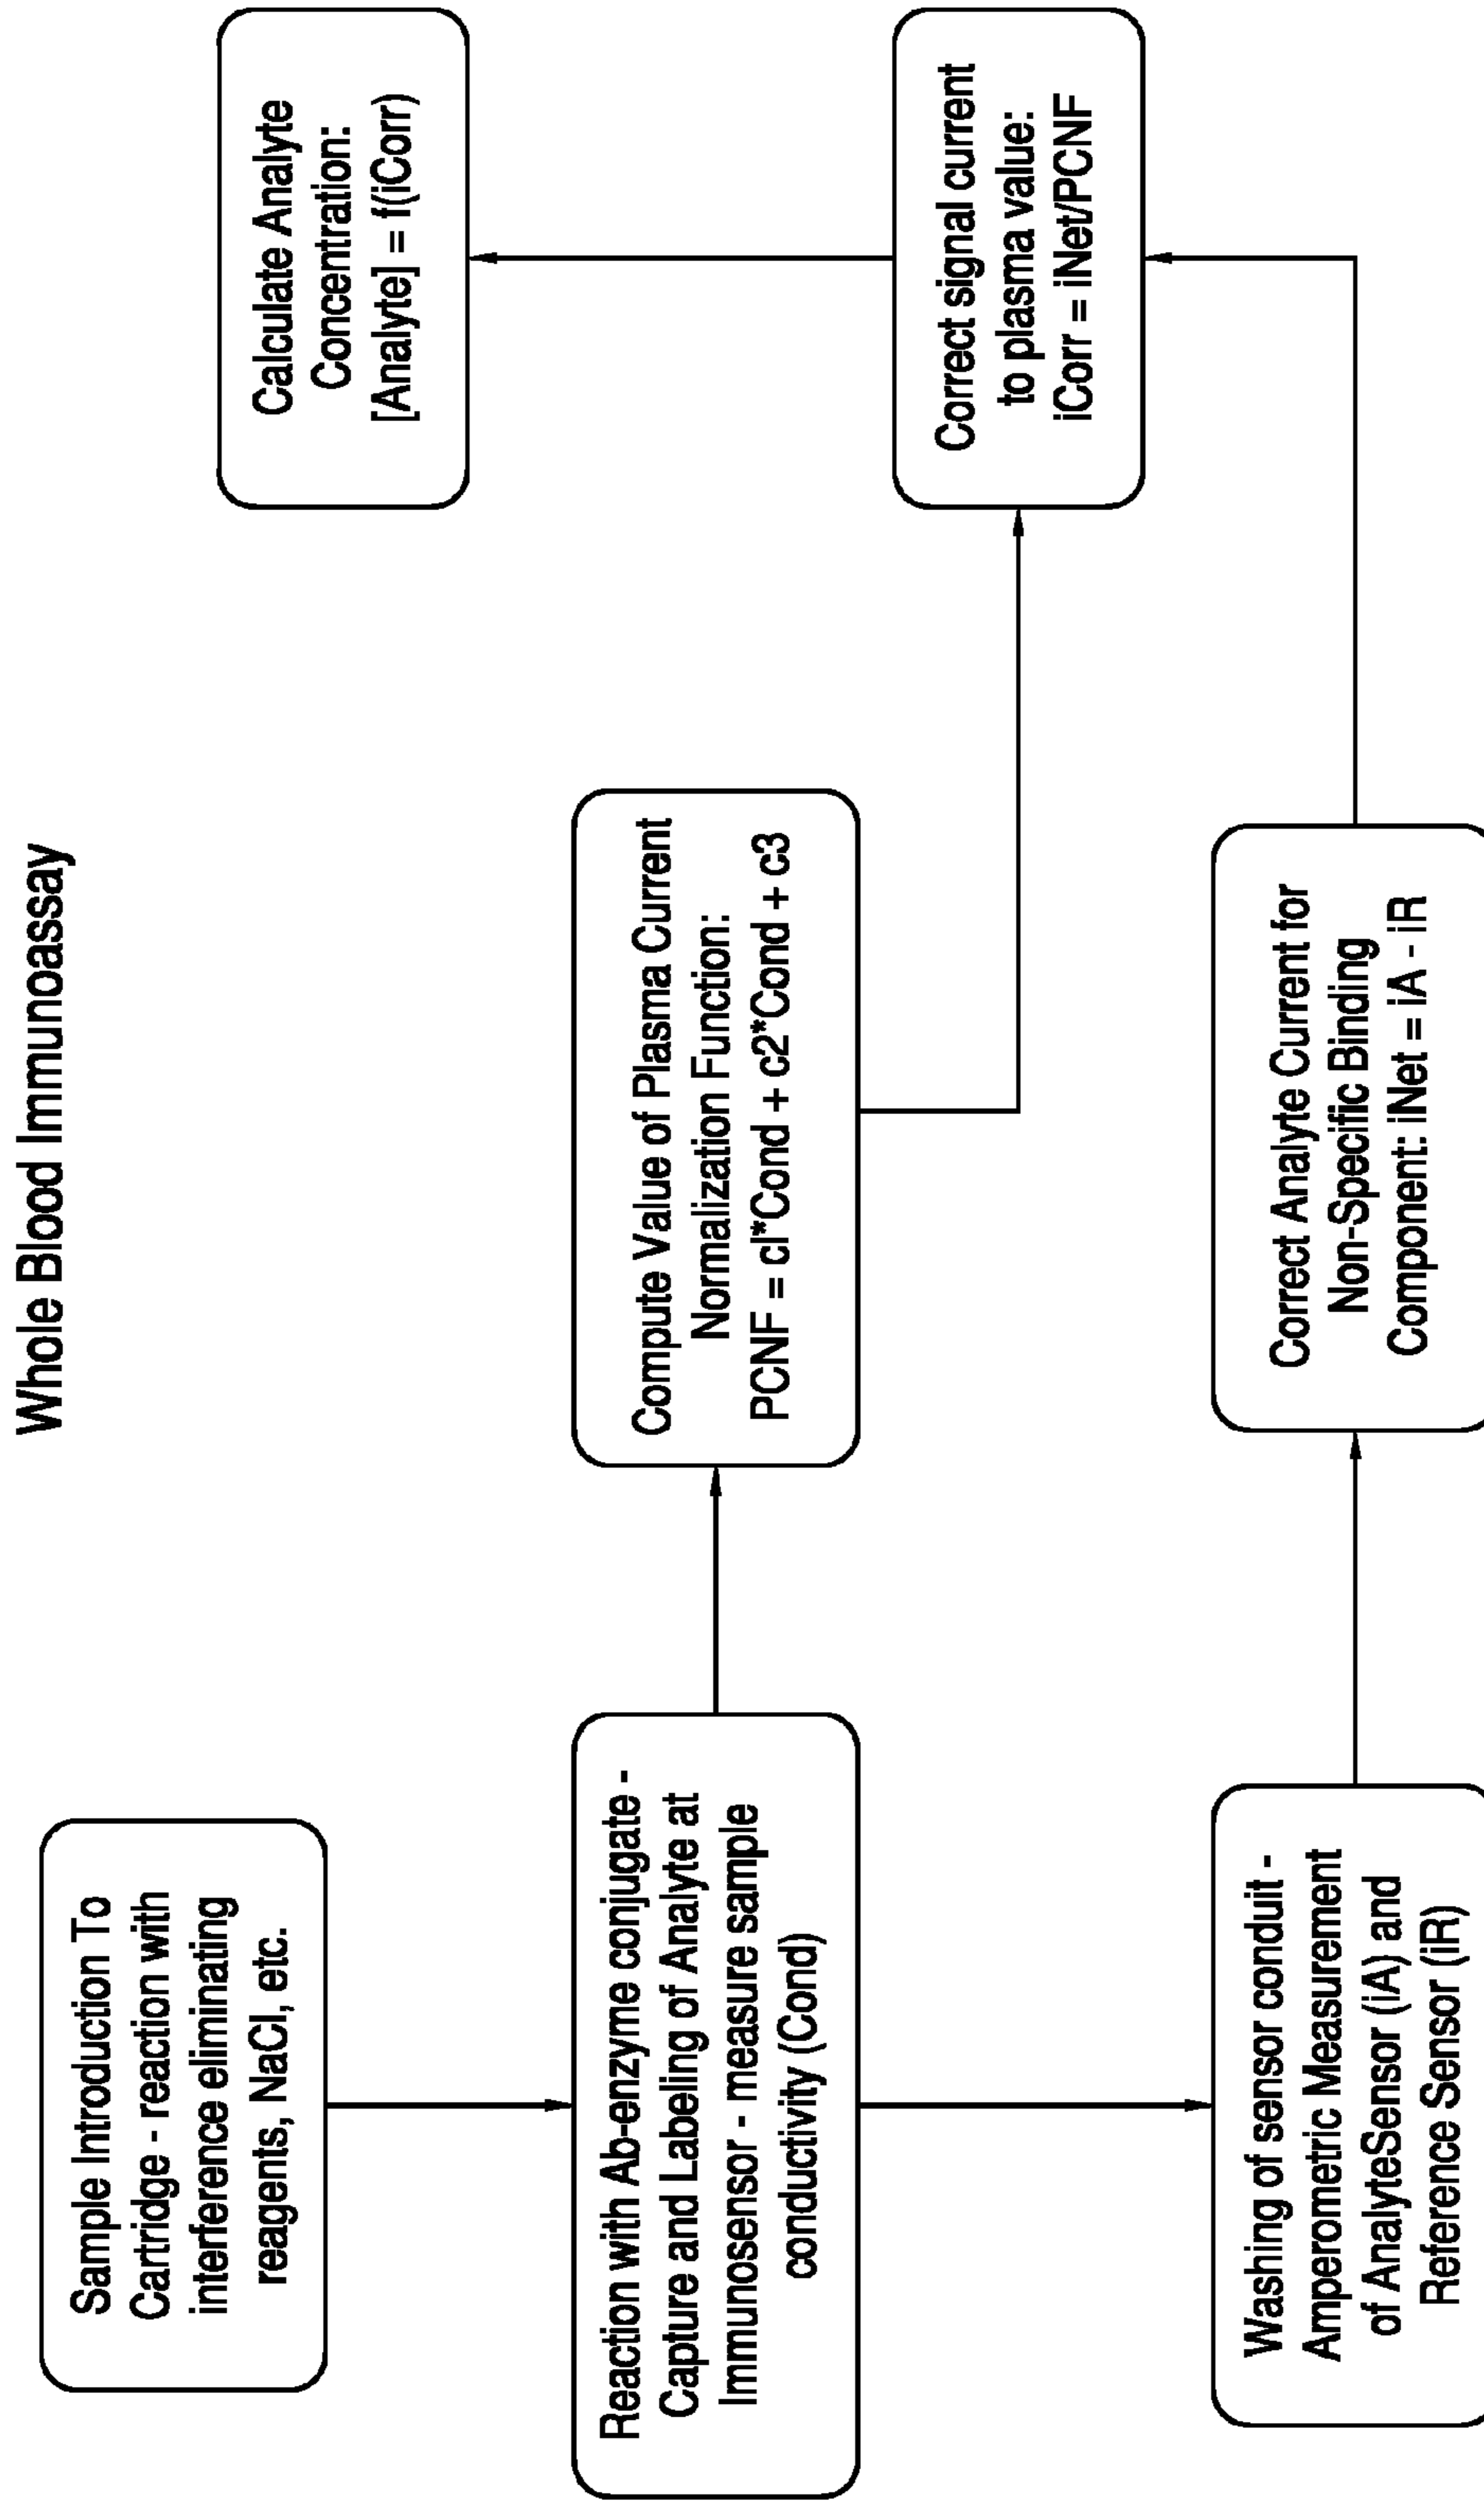 Whole Blood Immunoassay
Sample Introduction To
Cartridge - reaction with
interference eliminating
reagents, NaCl, etc.
Reaction with Ab-enzyme conjugate -
Capture and Labeling of Analyte at
Immunosensor - measure sample
conductivity (Cond)
Washing of sensor conduit -
Amperometric Measurement
of AnalyteSensor (iA) and
Reference Sensor (iR)
Compute Value of Plasma Current
Normalization Function:
PCNF = cl*Cond + c2*Cond + c3
Correct Analyte Current for
Non-Specific Binding
Component: iNet = iA - iR
Correct signal current
to plasma value:
iCorr = iNet/PCNF
Calculate Analyte
Concentration:
[Analyte] = f(iCorr)